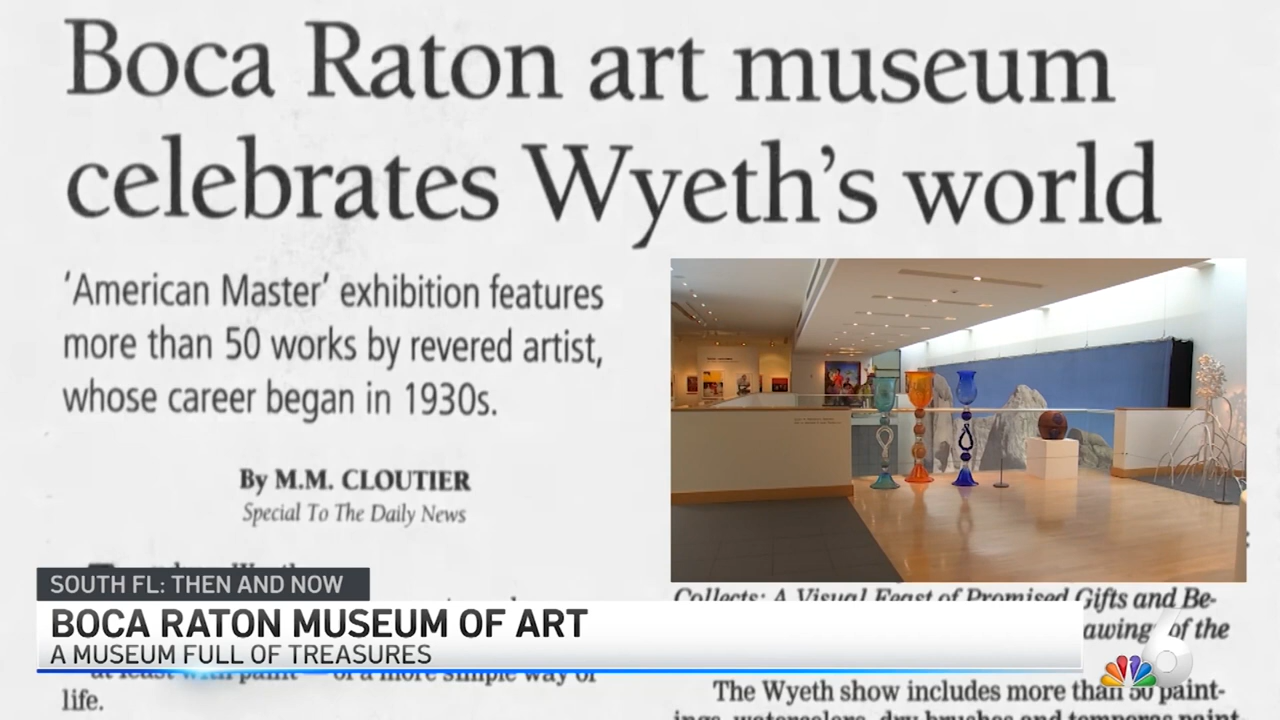 Boca Raton art museum
celebrates Wyeth's world
'American Master' exhibition features
more than 50 works by revered artist,
whose career began in 1930s.
By M.M. CLOUTIER
Special To The Daily News
SOUTH FL: THEN AND NOW
BOCA RATON MUSEUM OF ART
A MUSEUM FULL OF TREASURES
life.
Collects: A Visual Feast of Promised Gifts and Be-
of the
6
The Wyeth show includes more than 50 paint-